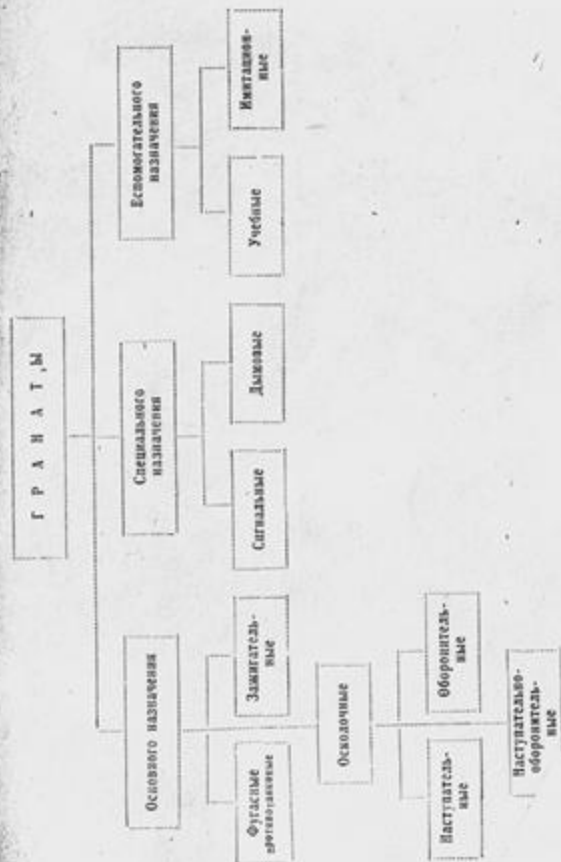 ГРАНАТЫ
Основного назначения
Специального
назначения
Вспомогательного
назначения
Фугасные
противотанковые
Зажигатель-
ные
Сигнальные
Дымовые
Учебные
Имитацион-
ные
Осколочные
Наступатель-
ные
Оборонитель-
ные
Наступательно-
оборонитель-
ные